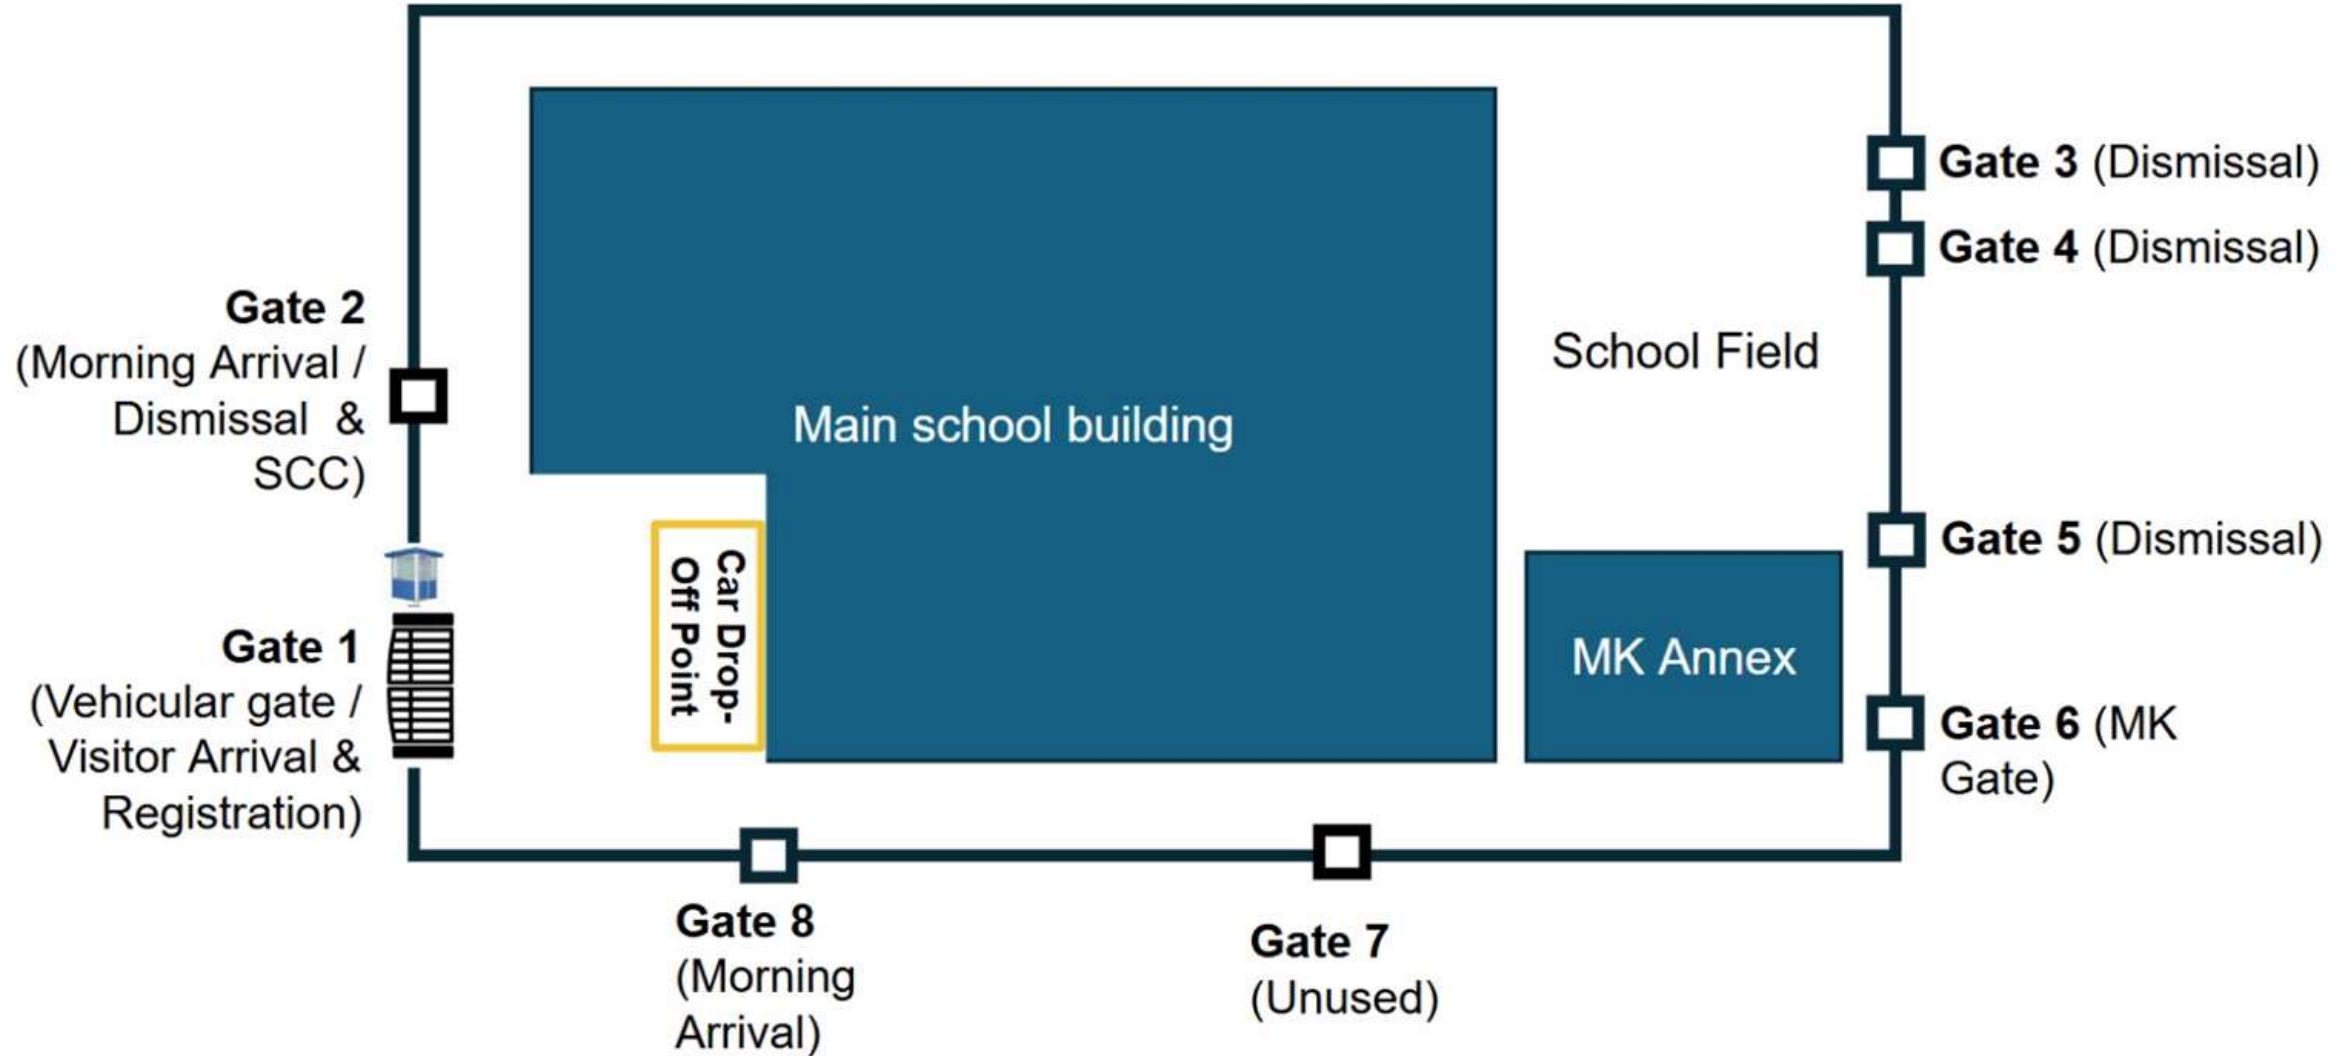 Gate 2
(Morning Arrival /
Dismissal &
SCC)
Gate 1
(Vehicular gate /
Visitor Arrival &
Registration)
Main school building
Car Drop-
Off Point
School Field
MK Annex
Gate 3 (Dismissal)
Gate 4 (Dismissal)
Gate 5 (Dismissal)
Gate 6 (MK
Gate)
Gate 8
(Morning
Arrival)
Gate 7
(Unused)